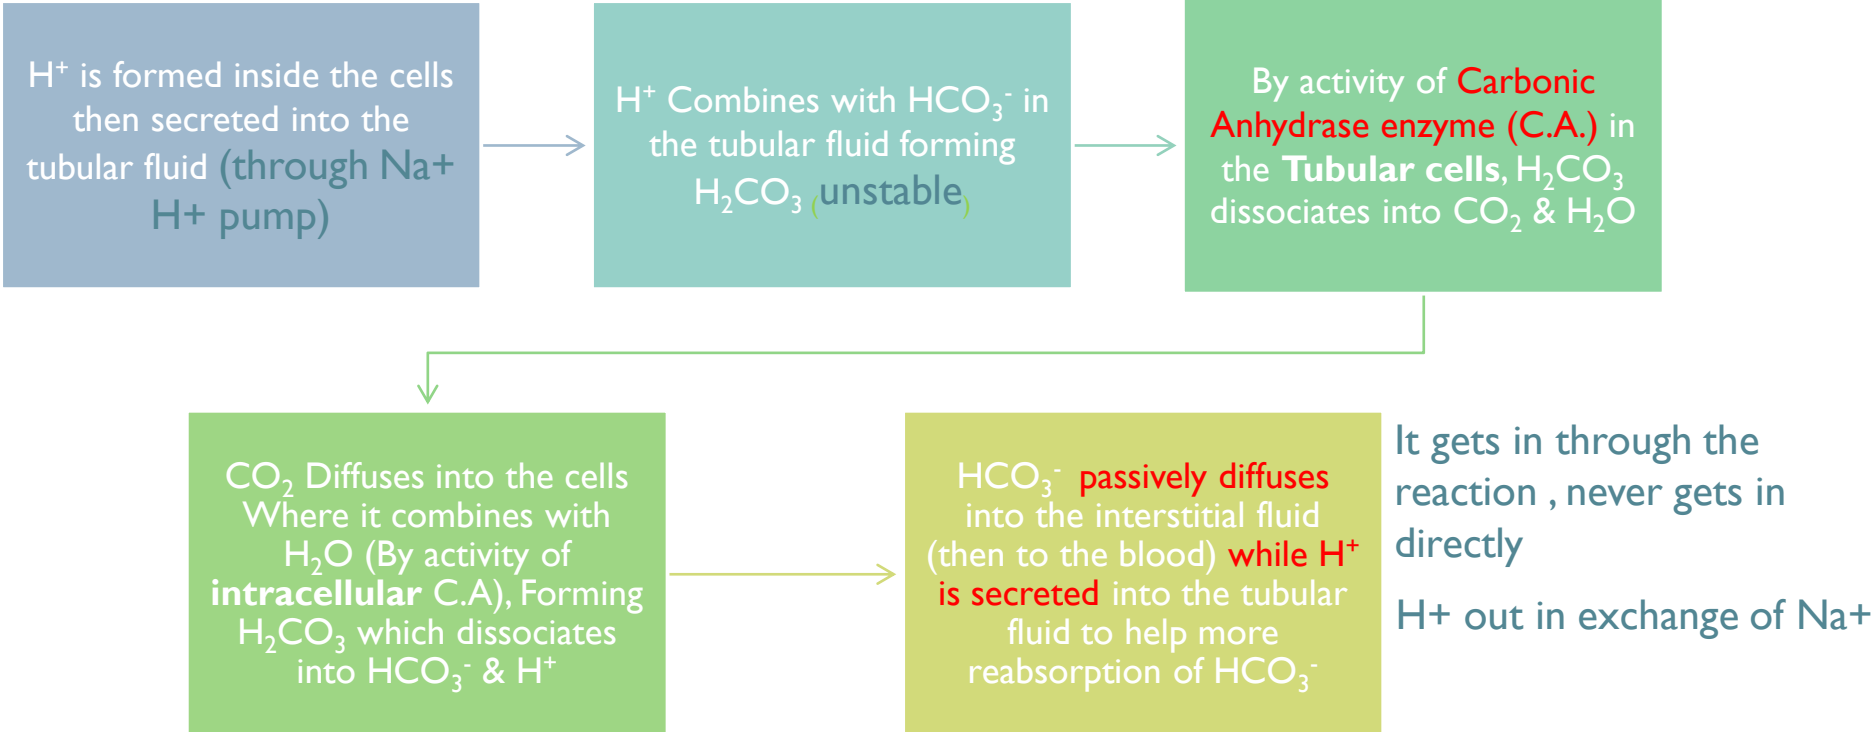 H⁺ is formed inside the cells
then secreted into the
tubular fluid (through Na+
H+ pump)
H⁺ Combines with HCO₃⁻ in
the tubular fluid forming
H₂CO₃ (unstable)
By activity of Carbonic
Anhydrase enzyme (C.A.) in
the Tubular cells, H₂CO₃
dissociates into CO₂ & H₂O
CO₂ Diffuses into the cells
Where it combines with
H₂O (By activity of
intracellular C.A), Forming
H₂CO₃ which dissociates
into HCO₃⁻ & H⁺
HCO₃⁻ passively diffuses
into the interstitial fluid
(then to the blood) while H⁺
is secreted into the tubular
fluid to help more
reabsorption of HCO₃⁻
It gets in through the
reaction , never gets in
directly
H+ out in exchange of Na+